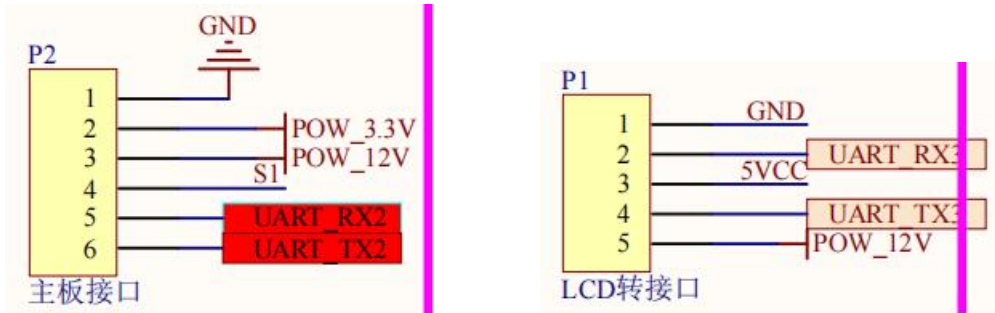 GND
P2
1
2 POW_3.3V
3 POW_12V
4 S1
5 UART_RX2
6 UART_TX2
主板接口
P1
1 GND
2 UART_RX3
3 5VCC
4 UART_TX3
5 POW_12V
LCD转接口